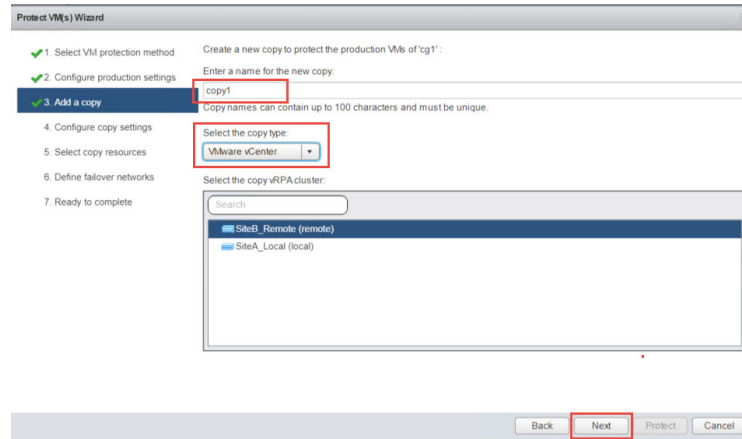 Protect VM(s) Wizard
1. Select VM protection method
2. Configure production settings
3. Add a copy
4. Configure copy settings
5. Select copy resources
6. Define failover networks
7. Ready to complete
Create a new copy to protect the production VMs of 'cg1' :
Enter a name for the new copy:
copy1
Copy names can contain up to 100 characters and must be unique.
Select the copy type:
VMware vCenter
Select the copy vRPA cluster:
Search
SiteB_Remote (remote)
SiteA_Local (local)
Back Next Protect Cancel